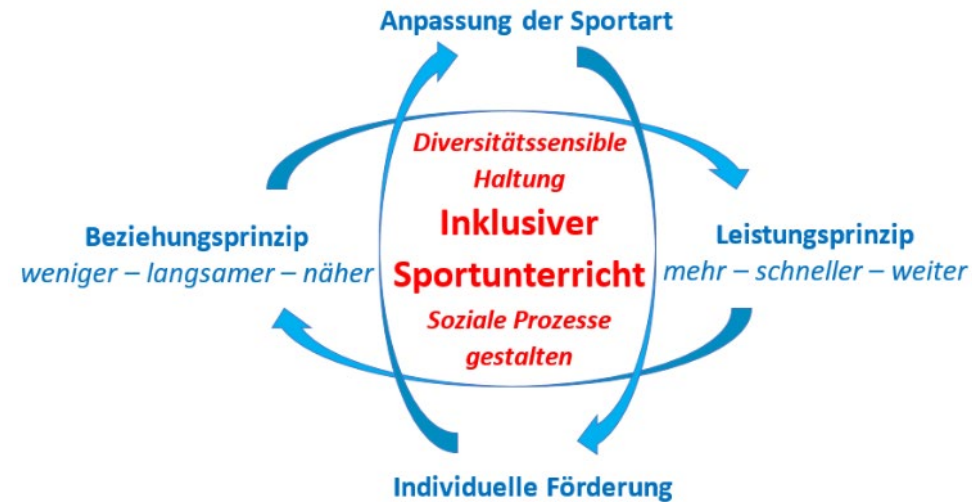 Anpassung der Sportart
Diversitätssensible
Haltung
Inklusiver
Sportunterricht
Soziale Prozesse
gestalten
Beziehungsprinzip
weniger – langsamer – näher
Leistungsprinzip
mehr – schneller – weiter
Individuelle Förderung